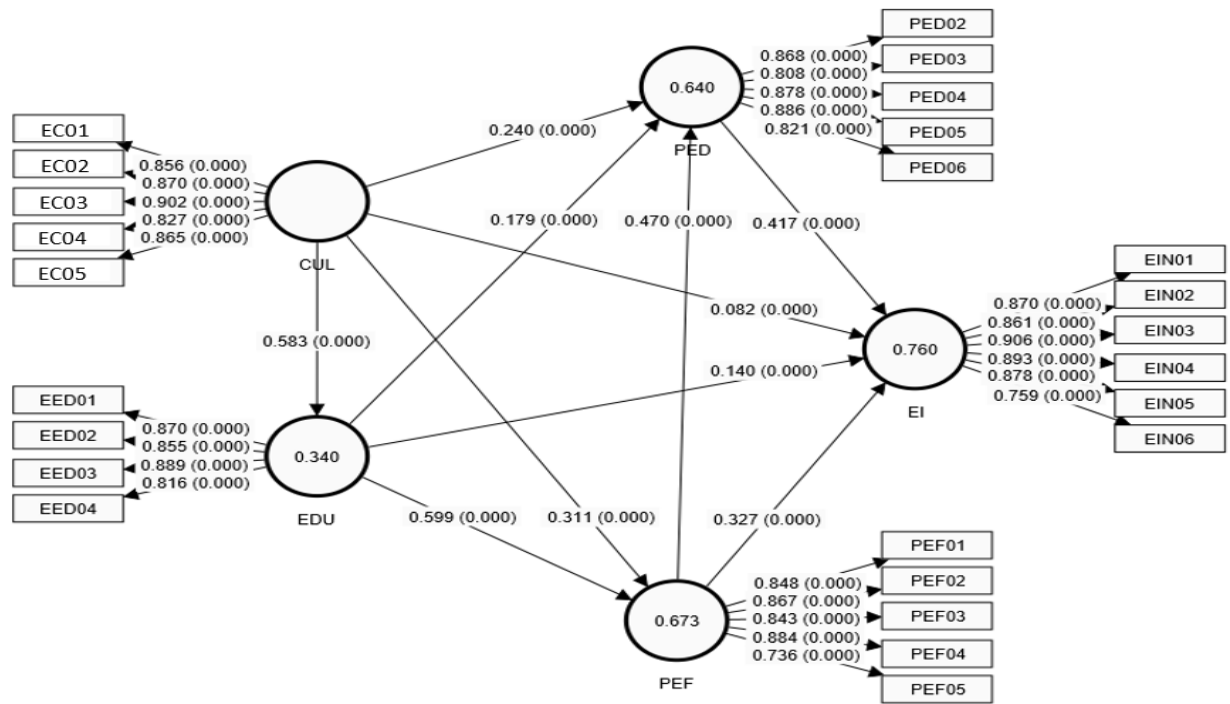 PED02
0.868 (0.000)
PED03
0.808 (0.000)
0.640
0.878 (0.000)
PED04
0.886 (0.000)
EC01
0.240 (0.000)
0.821 (0.000)
PED05
PED
EC02
0.856 (0.000)
PED06
0.870 (0.000)
EC03
0.902 (0.000)
0.827 (0.000)
0.179 (0.000)
0.470 (0.000)
0.417 (0.000)
EC04
0.865 (0.000)
CUL
EC05
EIN01
0.870 (0.000)
EIN02
0.082 (0.000)
0.861 (0.000)
EIN03
0.583 (0.000)
0.906 (0.000)
0.760
0.893 (0.000)
EIN04
0.140 (0.000)
0.878 (0.000)
0.759 (0.000)
EIN05
EED01
EI
0.870 (0.000)
EED02
EIN06
0.855 (0.000)
0.340
0.889 (0.000)
EED03
0.816 (0.000)
EED04
EDU
0.599 (0.000)
0.311 (0.000)
0.327 (0.000)
PEF01
0.848 (0.000)
PEF02
0.867 (0.000)
0.673
0.843 (0.000)
PEF03
0.884 (0.000)
0.736 (0.000)
PEF04
PEF
PEF05